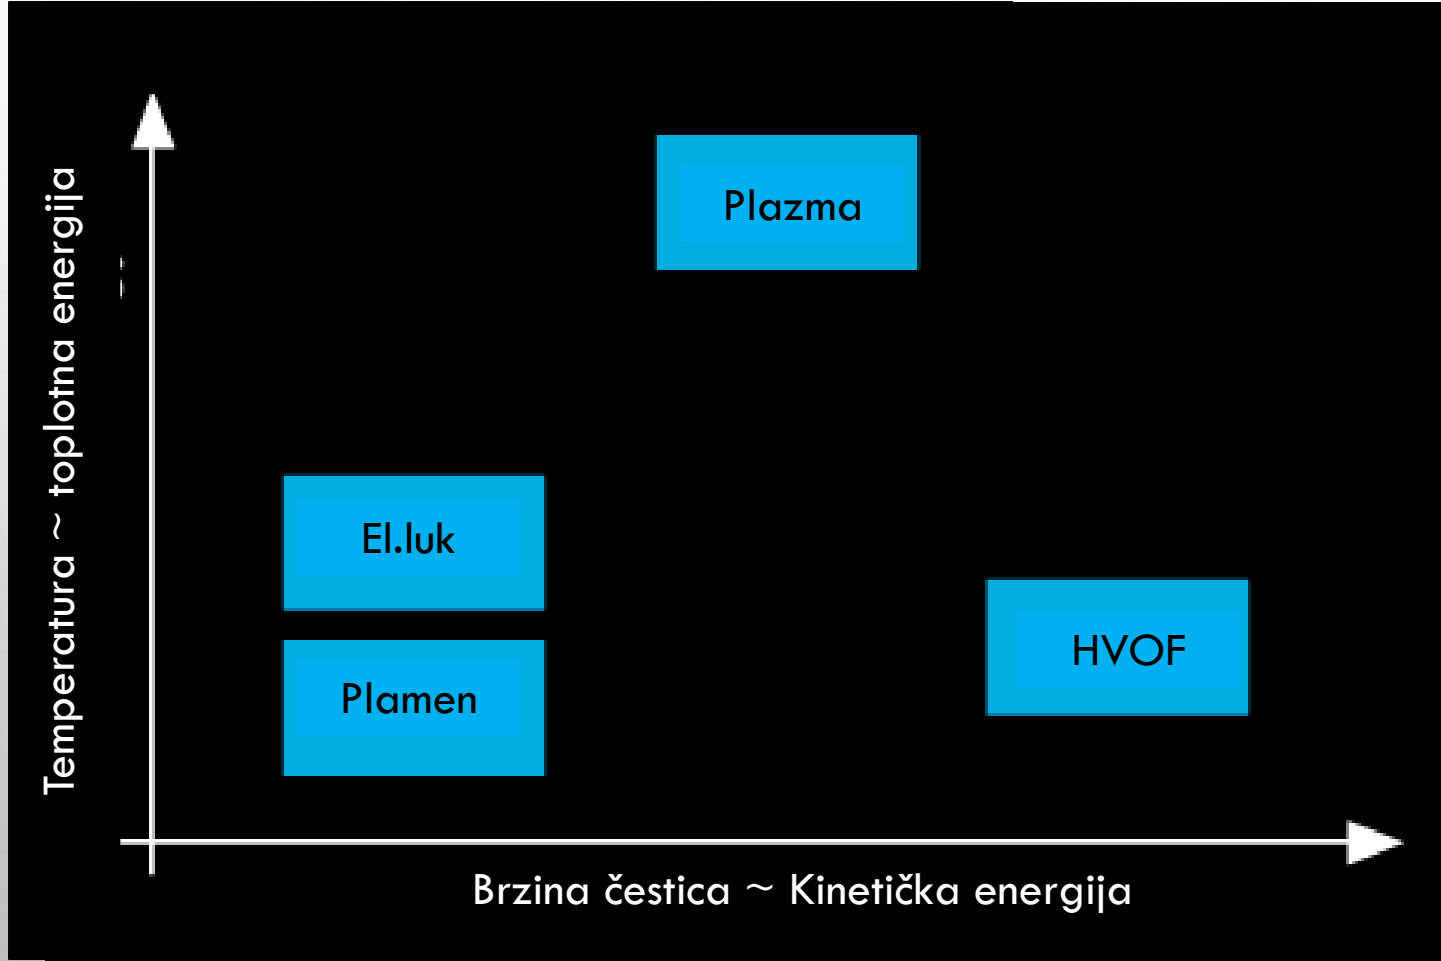 Temperatura ~ toplotna energija
Plazma
El.luk
Plamen
HVOF
Brzina čestica ~ Kinetička energija